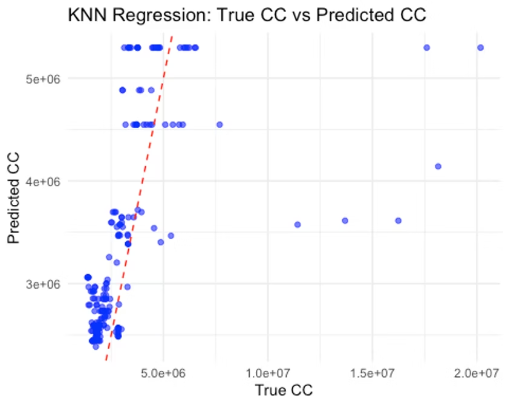 KNN Regression: True CC vs Predicted CC
5e+06
4e+06
3e+06
Predicted CC
5.0e+06 1.0e+07 1.5e+07 2.0e+07
True CC